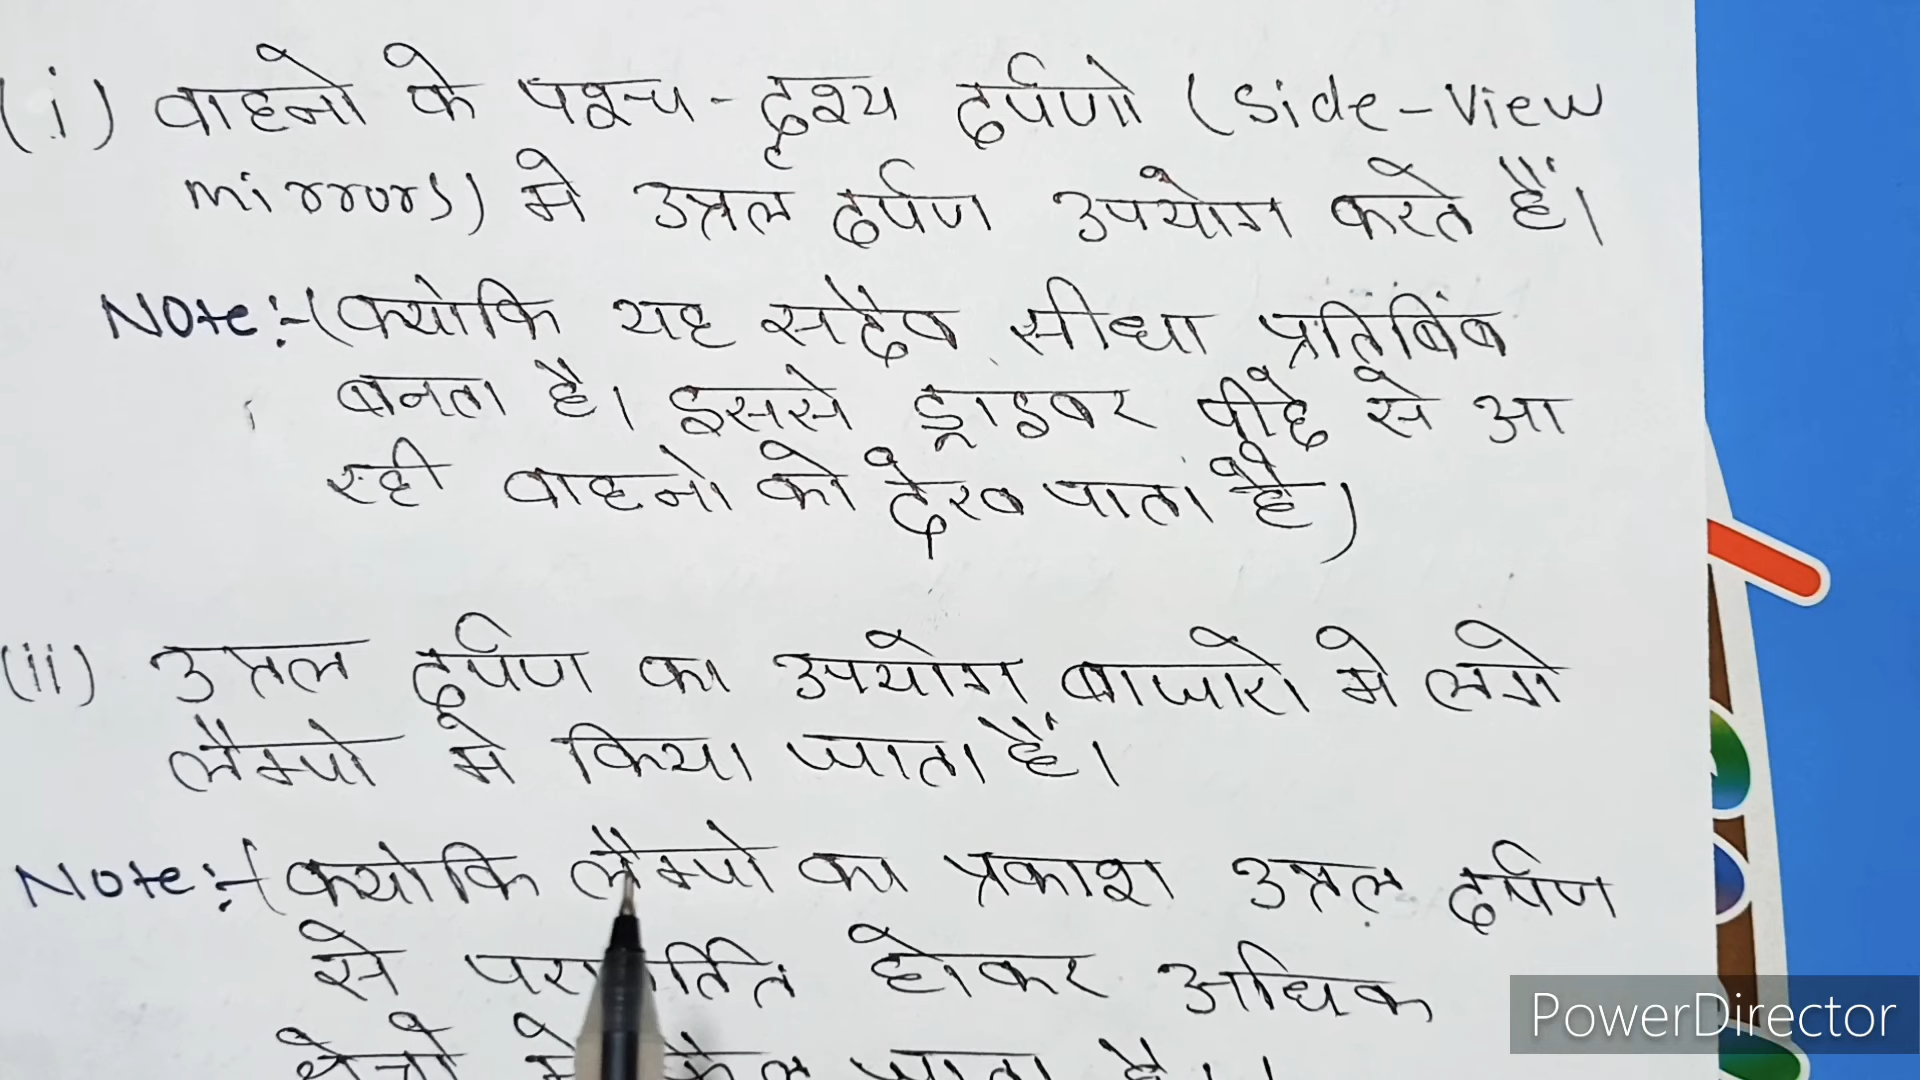 (i) वाहनो के पश्च-दृश्य दर्पणो (Side-View
mirrors) मे उत्तल दर्पण उपयोग करते हैं।
Note:-(क्योकि यह सदैव सीधा प्रतिबिंब
बनता है। इससे ड्राइवर पीछे से आ
रही वाहनो को देख पाता है)
(ii) उत्तल दर्पण का उपयोग बाजारो मे लगे
लैम्पो मे किया जाता हैं।
Note:-(क्योकि लैम्पो का प्रकाश उत्तल दर्पण
से होकर अधिक
मे जाता है।
PowerDirector